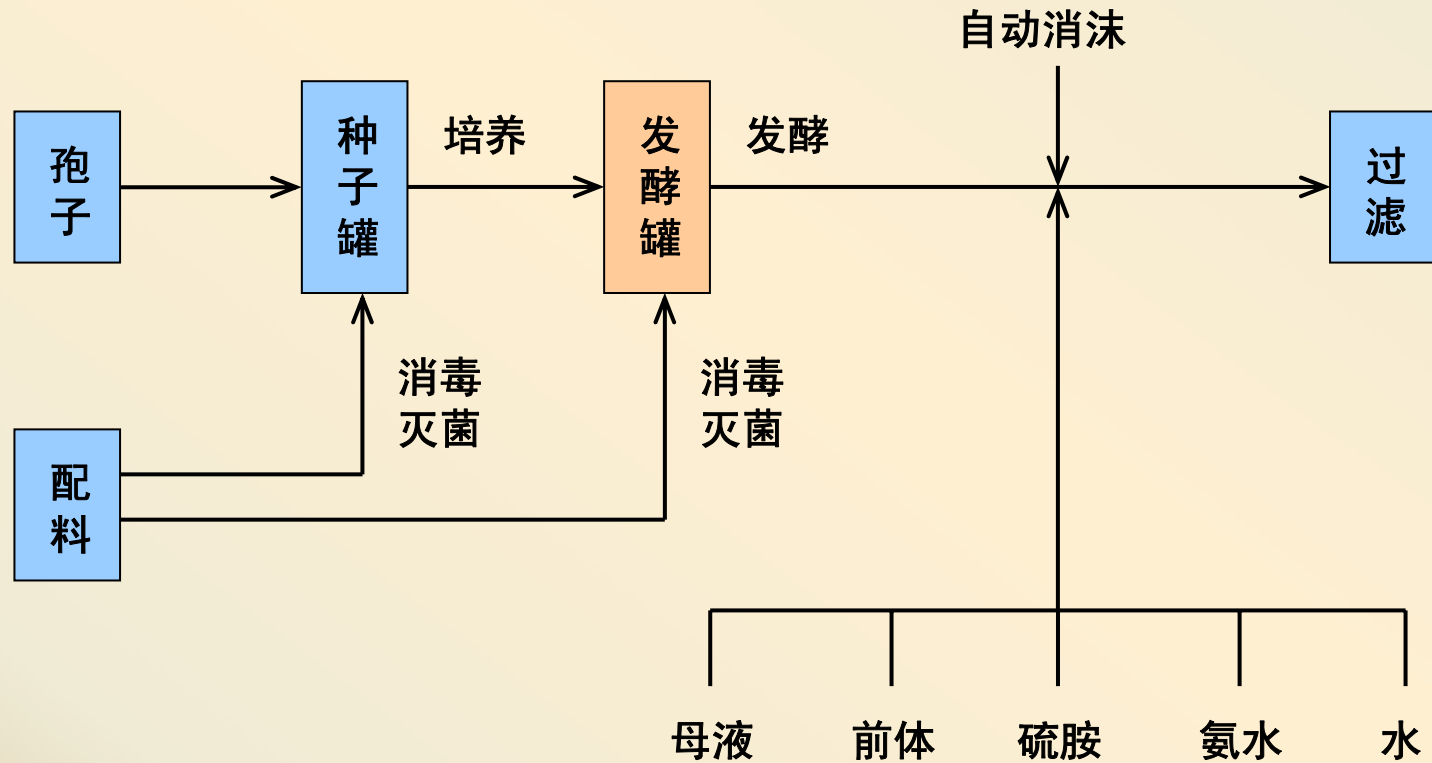 自动消沫
孢子
种子罐
培养
发酵罐
发酵
过滤
消毒
灭菌
消毒
灭菌
配料
母液
前体
硫胺
氨水
水